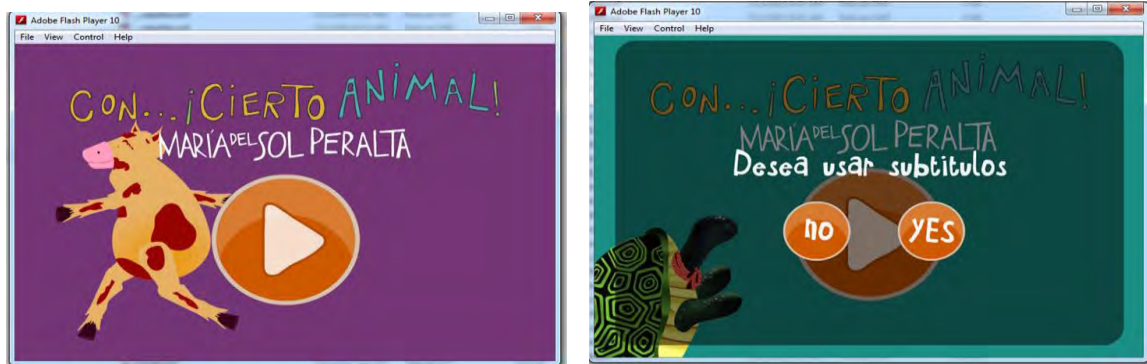 Adobe Flash Player 10
File View Control Help
CON...¡CIERTO ANIMAL!
MARÍA DEL SOL PERALTA
Adobe Flash Player 10
File View Control Help
CON...¡CIERTO ANIMAL!
MARÍA DEL SOL PERALTA
Desea usar subtitulos
no YES